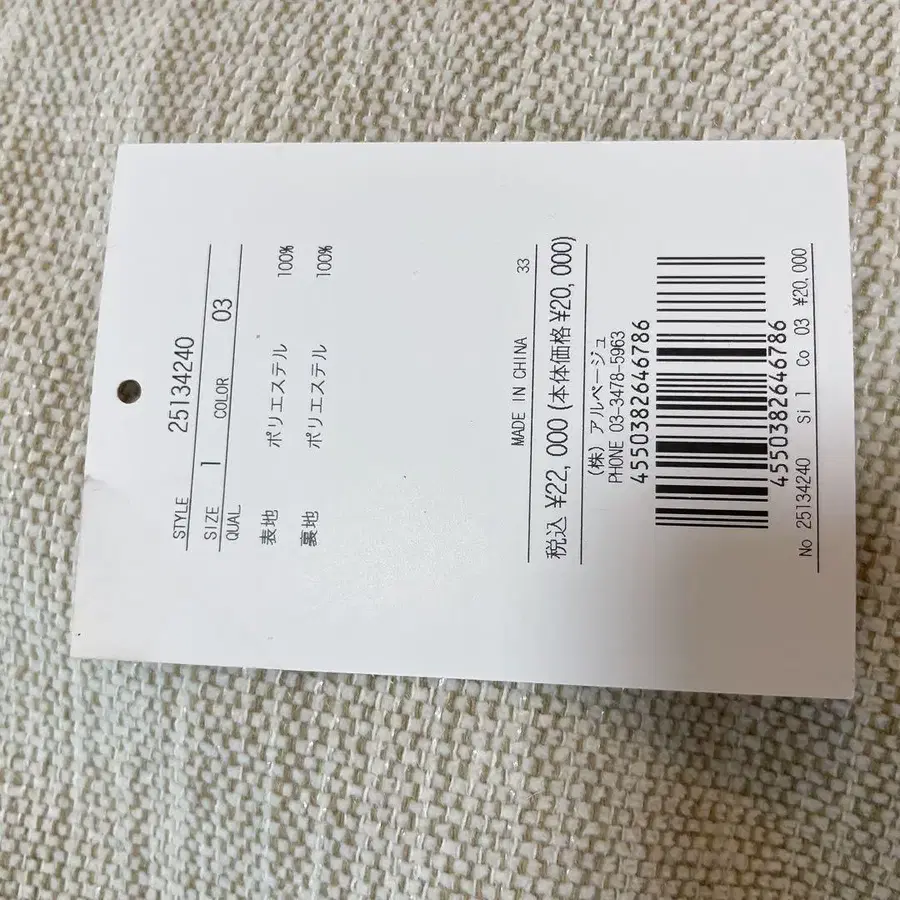 STYLE 25134240
SIZE 1 COLOR 03
QUAL
表地 ポリエステル 100%
裏地 ポリエステル 100%
MADE IN CHINA 33
税込 ¥22,000 (本体価格 ¥20,000)
(株) アルページュ
PHONE 03-3478-5963
4550382646786
4550382646786
No 25134240 Si 1 Co 03 ¥20,000